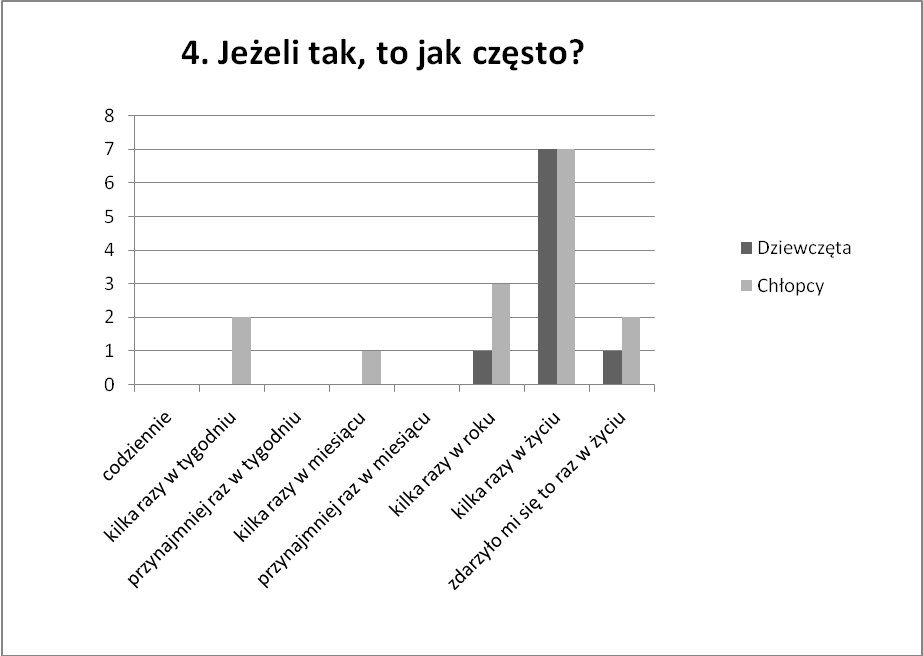 4. Jeżeli tak, to jak często?
8
7
6
5
4
3
2
1
0
codziennie
kilka razy w tygodniu
przynajmniej raz w tygodniu
kilka razy w miesiącu
przynajmniej raz w miesiącu
kilka razy w roku
kilka razy w życiu
zdarzyło mi się to raz w życiu
Dziewczęta
Chłopcy